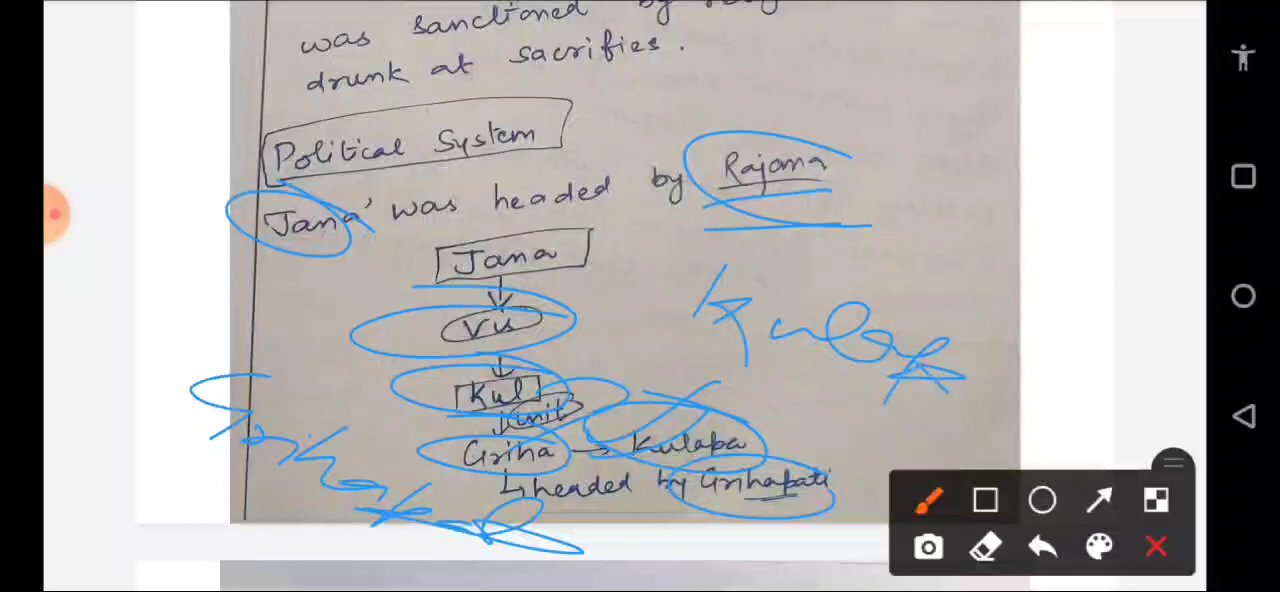 was sanctioned by
drunk at sacrifies.
Political System
'Jana' was headed by Rajana
Jana
Vis
Kul
unit
Griha → Kulapa
↳ headed by Grihapati